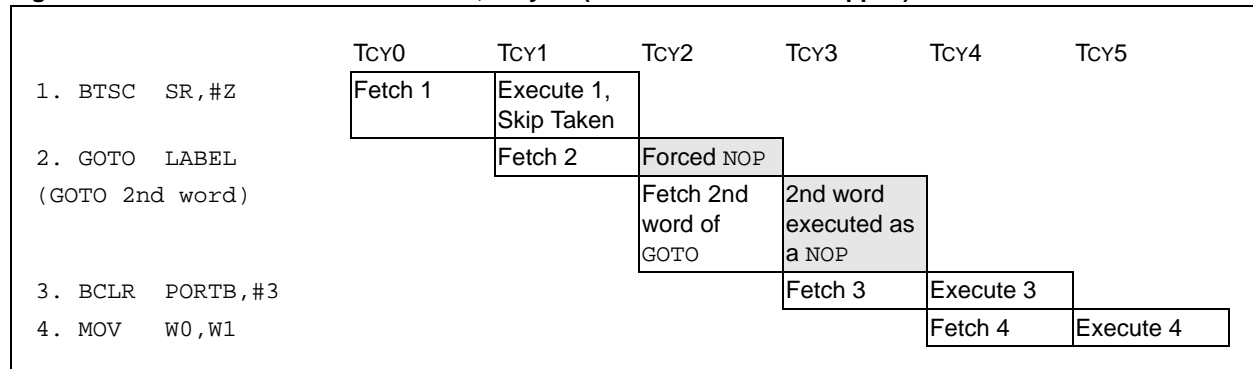 TCY0 TCY1 TCY2 TCY3 TCY4 TCY5
1. BTSC SR,#Z Fetch 1 Execute 1,
Skip Taken
2. GOTO LABEL Fetch 2 Forced NOP
(GOTO 2nd word) Fetch 2nd 2nd word
word of executed as
GOTO a NOP
3. BCLR PORTB,#3 Fetch 3 Execute 3
4. MOV W0,W1 Fetch 4 Execute 4